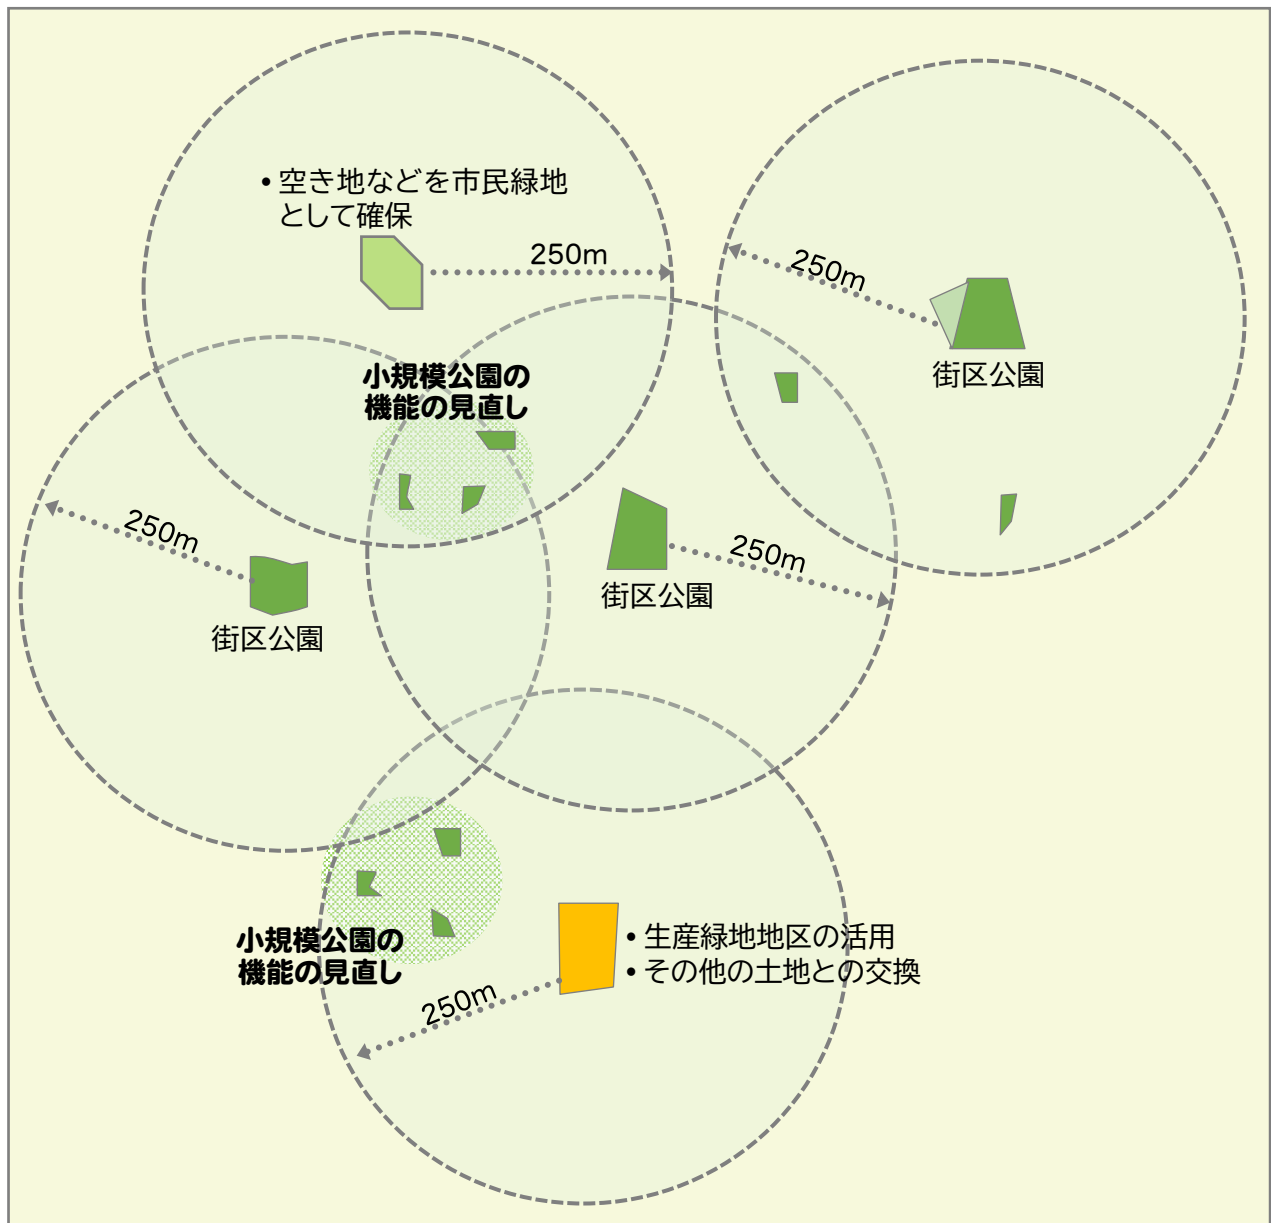 • 空き地などを市民緑地
として確保
250m
250m
街区公園
小規模公園の
機能の見直し
250m
250m
街区公園
街区公園
小規模公園の
機能の見直し
• 生産緑地地区の活用
• その他の土地との交換
250m